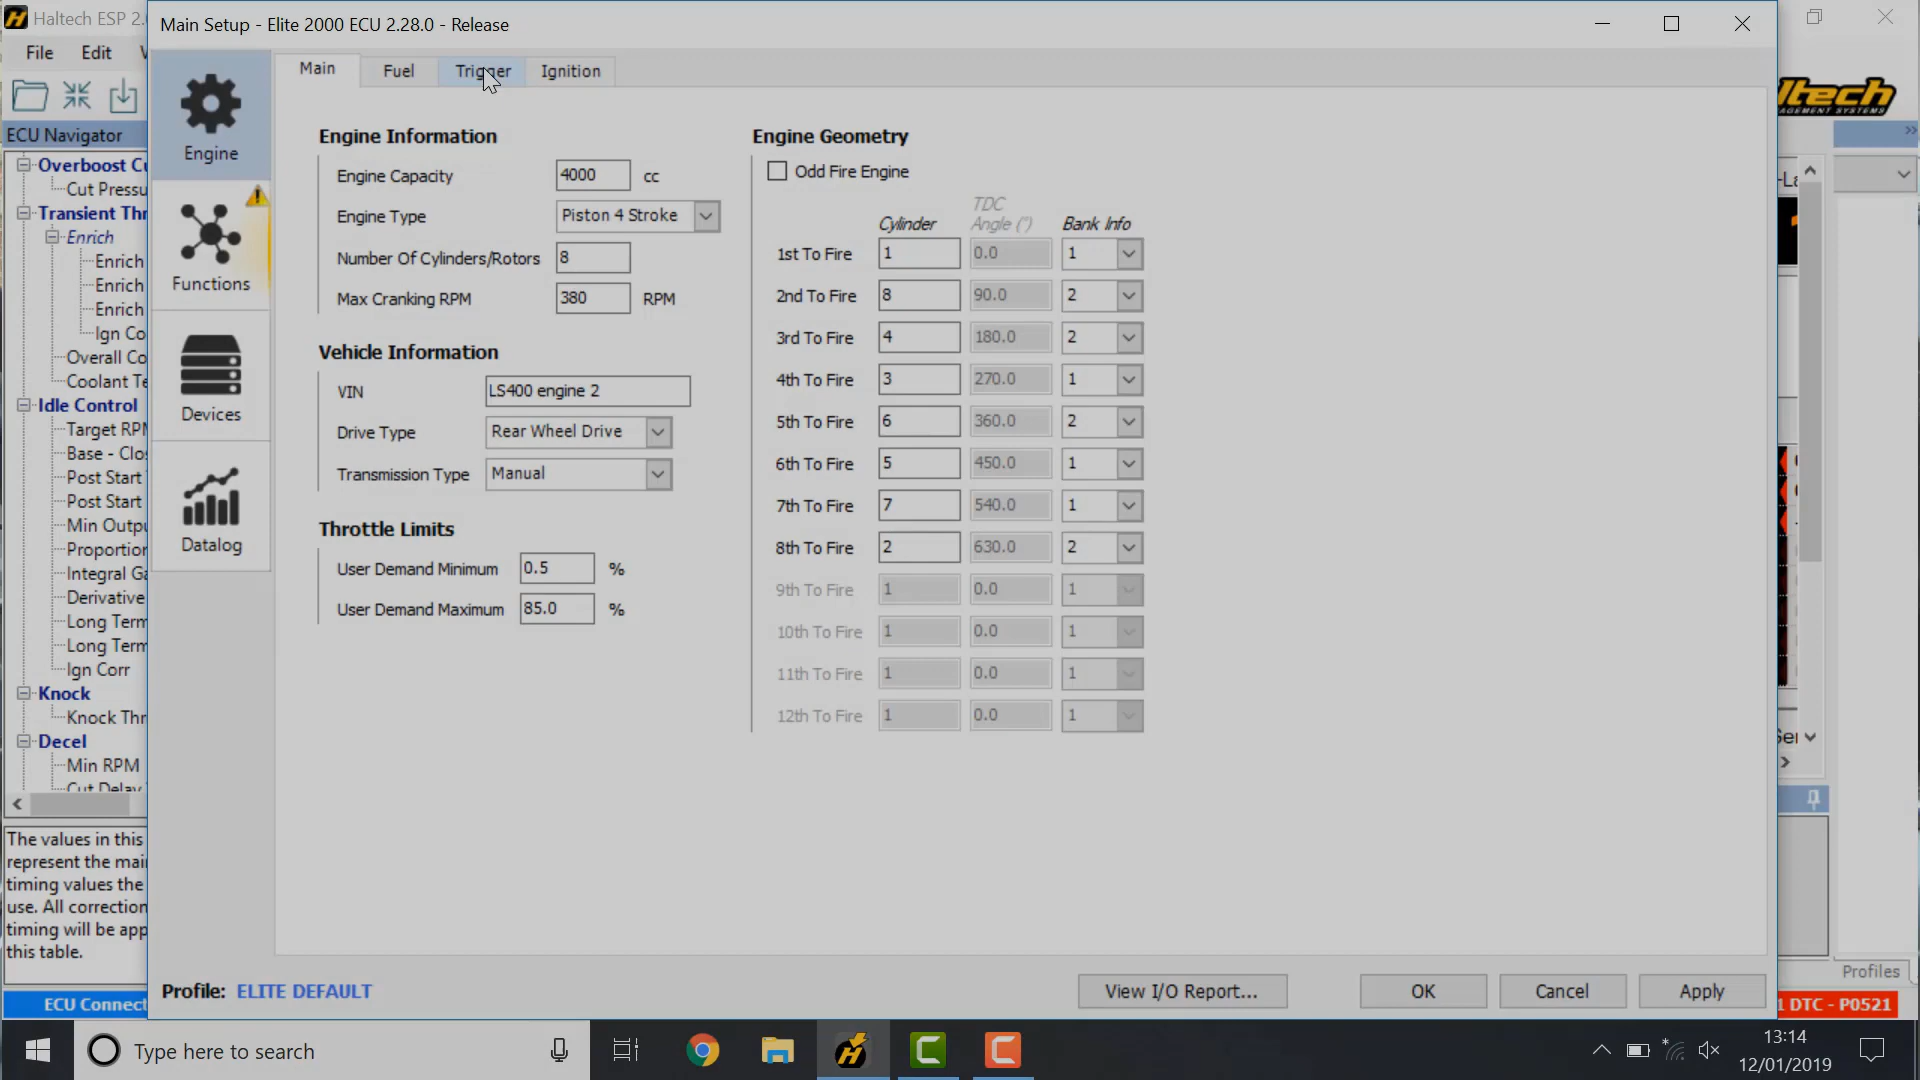 Haltech ESP 2.
Main Setup - Elite 2000 ECU 2.28.0 - Release
File Edit V
ltech
AGEMENT SYSTEMS
ECU Navigator
Overboost Cu
Cut Pressu
Transient Thr
Enrich
Enrich
Enrich
Enrich
Ign Co
Overall Co
Coolant Te
Idle Control
Target RPM
Base - Clos
Post Start
Post Start
Min Outpu
Proportion
Integral Ga
Derivative
Long Term
Long Term
Ign Corr
Knock
Knock Thr
Decel
Min RPM
Cut Delay
The values in this
represent the mai
timing values the
use. All correction
timing will be app
this table.
ECU Connect
Engine
Functions
Devices
Datalog
Main Fuel Trigger Ignition
Engine Information
Engine Capacity 4000 cc
Engine Type Piston 4 Stroke
Number Of Cylinders/Rotors 8
Max Cranking RPM 380 RPM
Vehicle Information
VIN LS400 engine 2
Drive Type Rear Wheel Drive
Transmission Type Manual
Throttle Limits
User Demand Minimum 0.5 %
User Demand Maximum 85.0 %
Engine Geometry
Odd Fire Engine
Cylinder TDC Angle (°) Bank Info
1st To Fire 1 0.0 1
2nd To Fire 8 90.0 2
3rd To Fire 4 180.0 2
4th To Fire 3 270.0 1
5th To Fire 6 360.0 2
6th To Fire 5 450.0 1
7th To Fire 7 540.0 1
8th To Fire 2 630.0 2
9th To Fire 1 0.0 1
10th To Fire 1 0.0 1
11th To Fire 1 0.0 1
12th To Fire 1 0.0 1
Profile: ELITE DEFAULT
View I/O Report... OK Cancel Apply
Profiles
1 DTC - P0521
Type here to search
13:14
12/01/2019